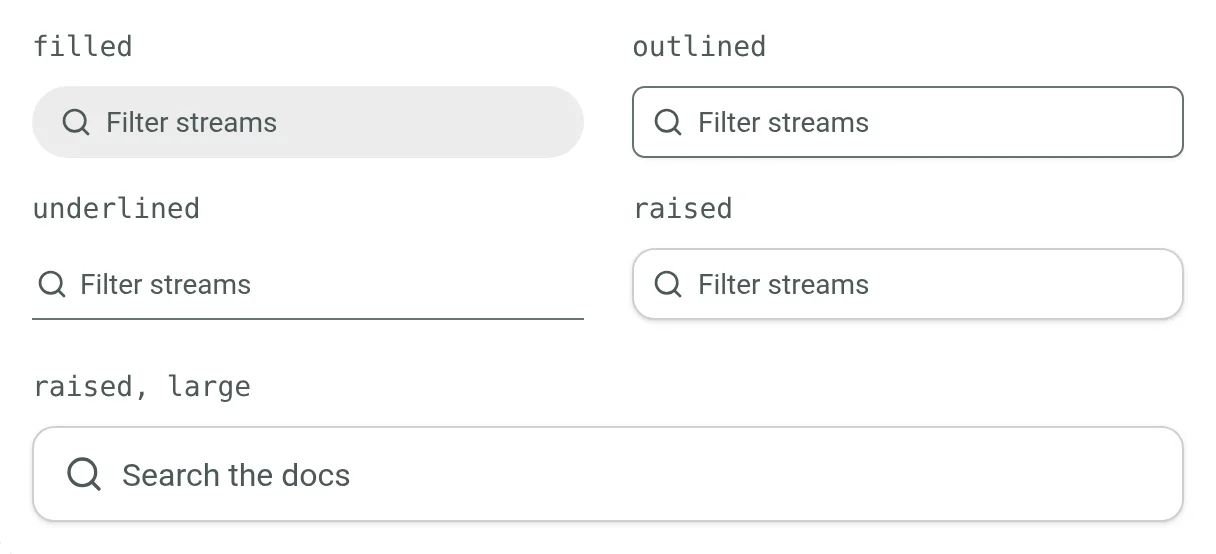 filled
outlined
Filter streams
Filter streams
underlined
raised
Filter streams
Filter streams
raised, large
Search the docs